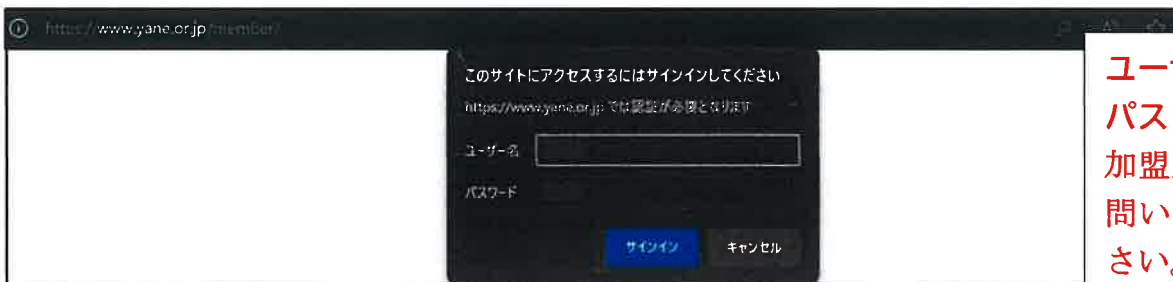 https://www.yane.or.jp/member/
このサイトにアクセスするにはサインインしてください
https://www.yane.or.jp では認証が必要となります
ユーザー名
パスワード
サインイン
キャンセル
ユー
パス
加盟
問い
さい。